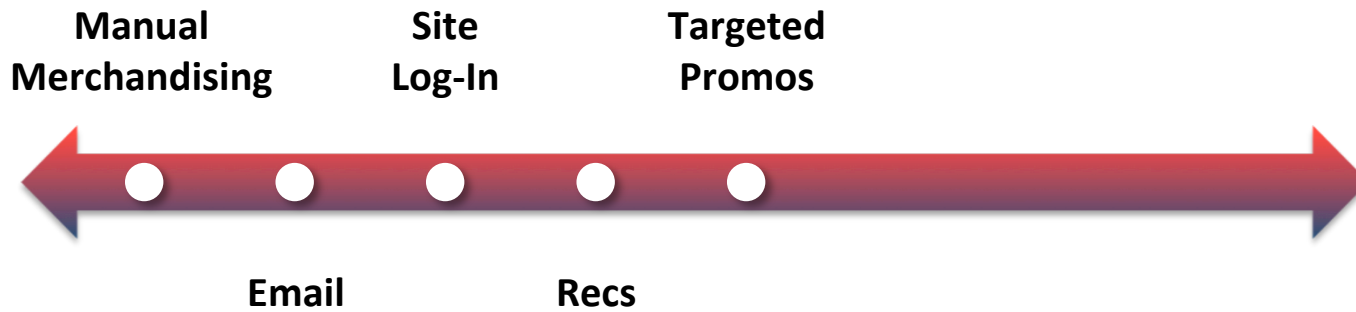 Manual
Merchandising
Site
Log-In
Targeted
Promos
Email
Recs